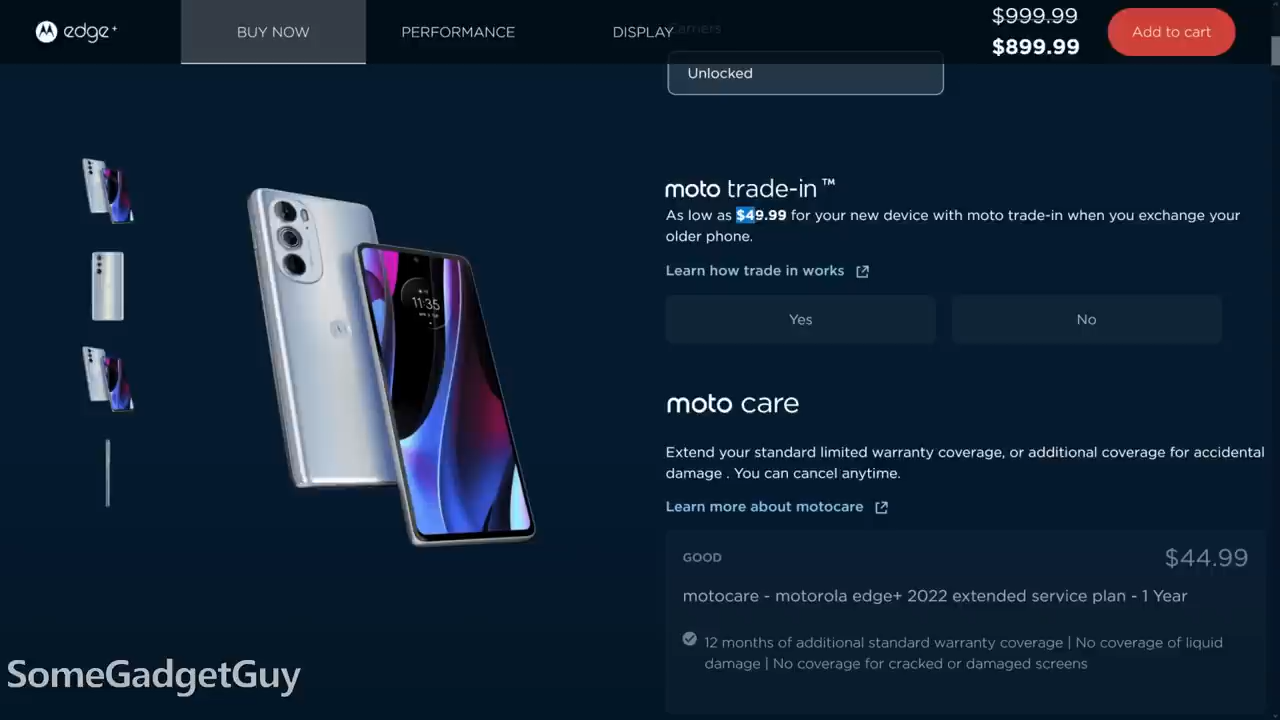 edge+
BUY NOW
PERFORMANCE
DISPLAY
Carriers
$999.99
$899.99
Add to cart
Unlocked
moto trade-in™
As low as $49.99 for your new device with moto trade-in when you exchange your
older phone.
Learn how trade in works
Yes
No
11:35
moto care
Extend your standard limited warranty coverage, or additional coverage for accidental
damage . You can cancel anytime.
Learn more about motocare
GOOD
$44.99
motocare - motorola edge+ 2022 extended service plan - 1 Year
12 months of additional standard warranty coverage | No coverage of liquid
damage | No coverage for cracked or damaged screens
SomeGadgetGuy